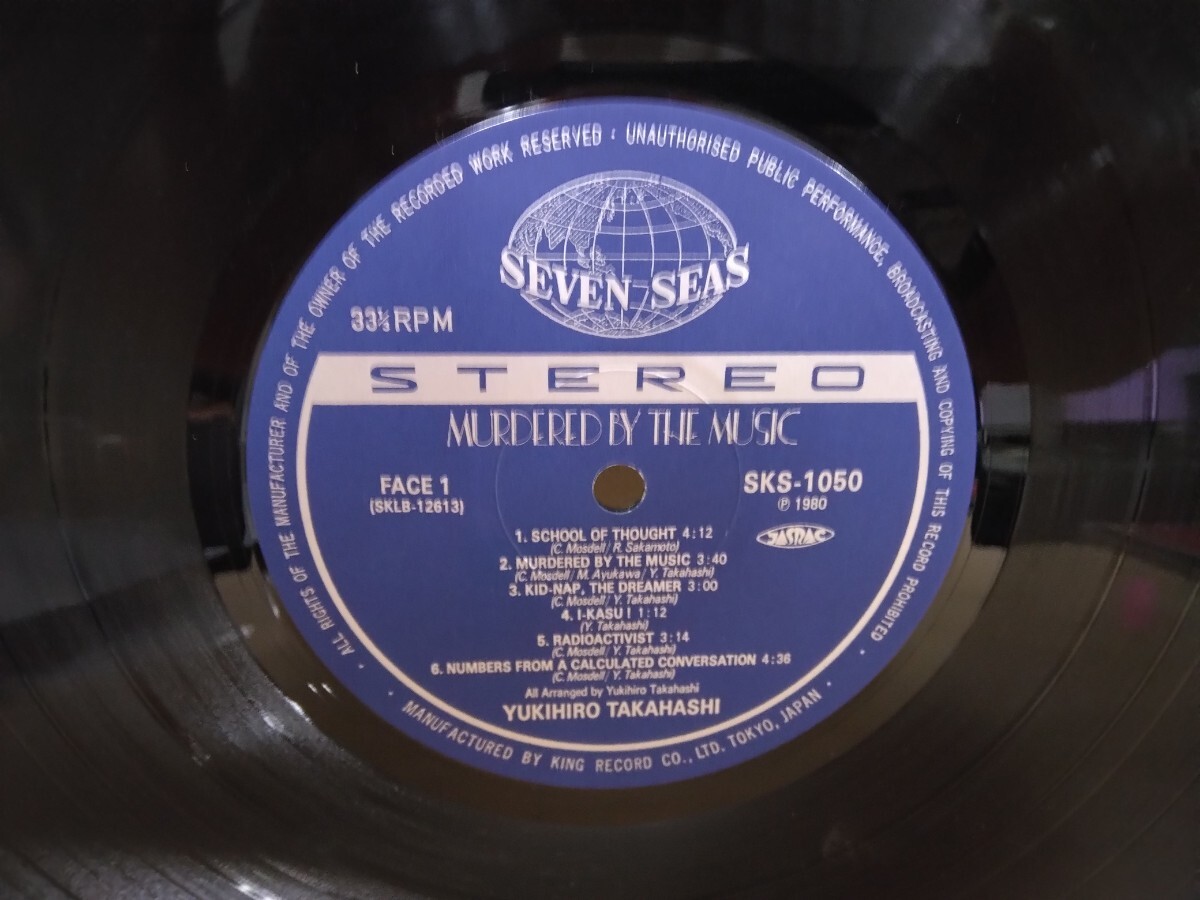 ALL RIGHTS OF THE MANUFACTURER AND OF THE OWNER OF THE RECORDED WORK RESERVED · UNAUTHORISED PUBLIC PERFORMANCE, BROADCASTING AND COPYING OF THIS RECORD PROHIBITED ·
SEVEN SEAS
33⅓RPM
STEREO
MURDERED BY THE MUSIC
FACE 1
(SKLB-12613)
SKS-1050
℗ 1980
JASRAC
1. SCHOOL OF THOUGHT 4:12
(C. Mosdell/R. Sakamoto)
2. MURDERED BY THE MUSIC 3:40
(C. Mosdell/M. Ayukawa/Y. Takahashi)
3. KID-NAP, THE DREAMER 3:00
(C. Mosdell/Y. Takahashi)
4. I-KASU! 1:12
(Y. Takahashi)
5. RADIOACTIVIST 3:14
(C. Mosdell/Y. Takahashi)
6. NUMBERS FROM A CALCULATED CONVERSATION 4:36
(C. Mosdell/Y. Takahashi)
All Arranged by Yukihiro Takahashi
YUKIHIRO TAKAHASHI
· MANUFACTURED BY KING RECORD CO., LTD. TOKYO, JAPAN ·